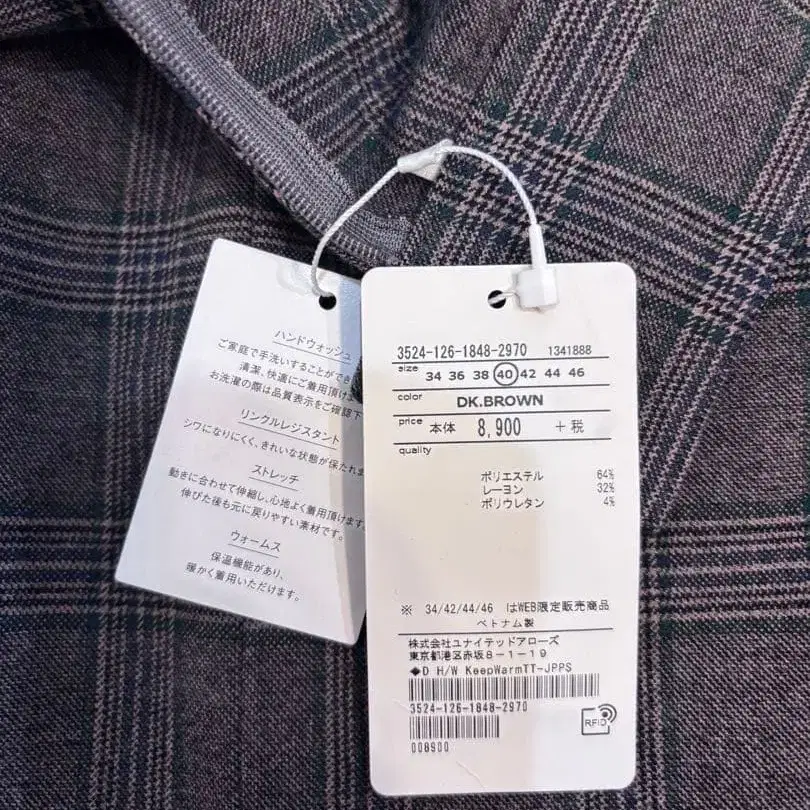 ハンドウォッシュ
ご家庭で手洗いすることができ
清潔、快適にご着用頂けま
お洗濯の際は品質表示をご確認下
リンクルレジスタント
シワになりにくく、きれいな状態が保たれま
ストレッチ
動きに合わせて伸縮し、心地よく着用頂けます。
伸びた後も元に戻りやすい素材です。
ウォームス
保温機能があり、
暖かく着用いただけます。
3524-126-1848-2970 1341888
size 34 36 38 40 42 44 46
color DK.BROWN
price 本体 8,900 +税
quality
ポリエステル 64%
レーヨン 32%
ポリウレタン 4%
※ 34/42/44/46 はWEB限定販売商品
ベトナム製
株式会社ユナイテッドアローズ
東京都港区赤坂8-1-19
◆D H/W KeepWarmTT-JPPS
3524-126-1848-2970
008900
RFID